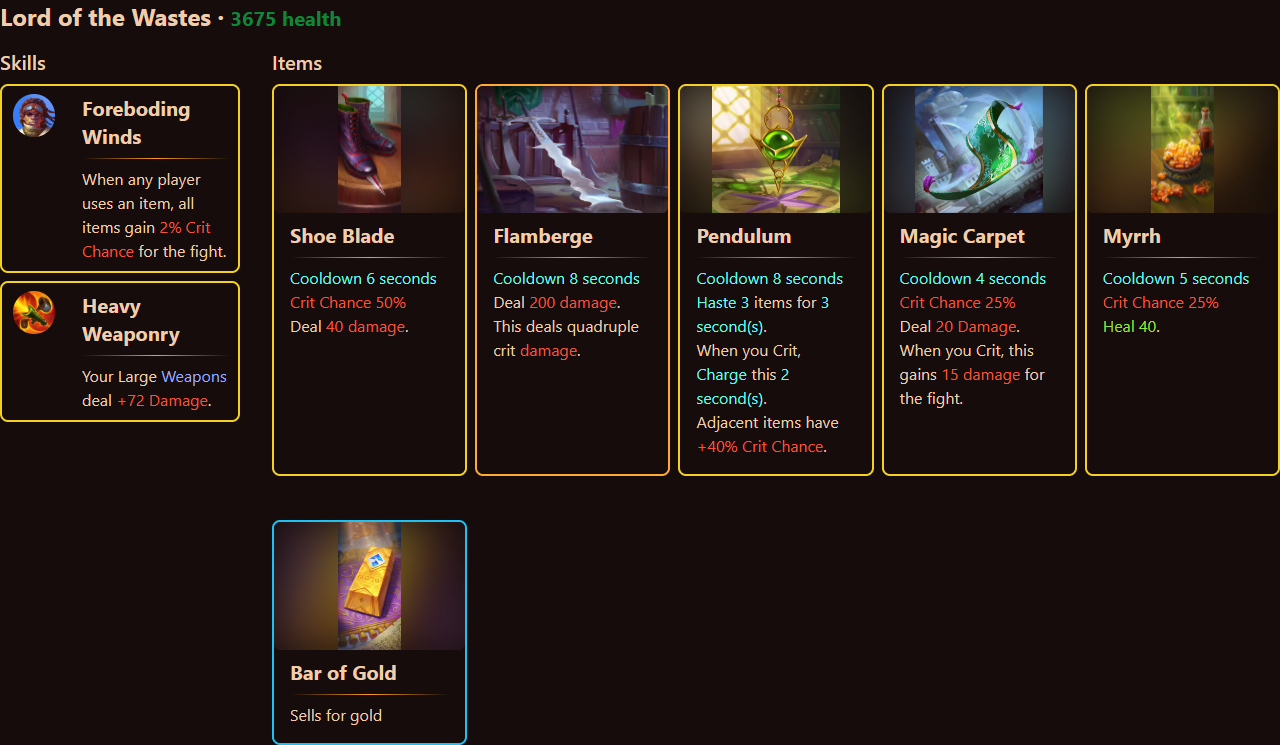 Lord of the Wastes · 3675 health
Skills
Foreboding
Winds
When any player
uses an item, all
items gain 2% Crit
Chance for the fight.
Heavy
Weaponry
Your Large Weapons
deal +72 Damage.
Items
Shoe Blade
Cooldown 6 seconds
Crit Chance 50%
Deal 40 damage.
Flamberge
Cooldown 8 seconds
Deal 200 damage.
This deals quadruple
crit damage.
Pendulum
Cooldown 8 seconds
Haste 3 items for 3
second(s).
When you Crit,
Charge this 2
second(s).
Adjacent items have
+40% Crit Chance.
Magic Carpet
Cooldown 4 seconds
Crit Chance 25%
Deal 20 Damage.
When you Crit, this
gains 15 damage for
the fight.
Myrrh
Cooldown 5 seconds
Crit Chance 25%
Heal 40.
Bar of Gold
Sells for gold